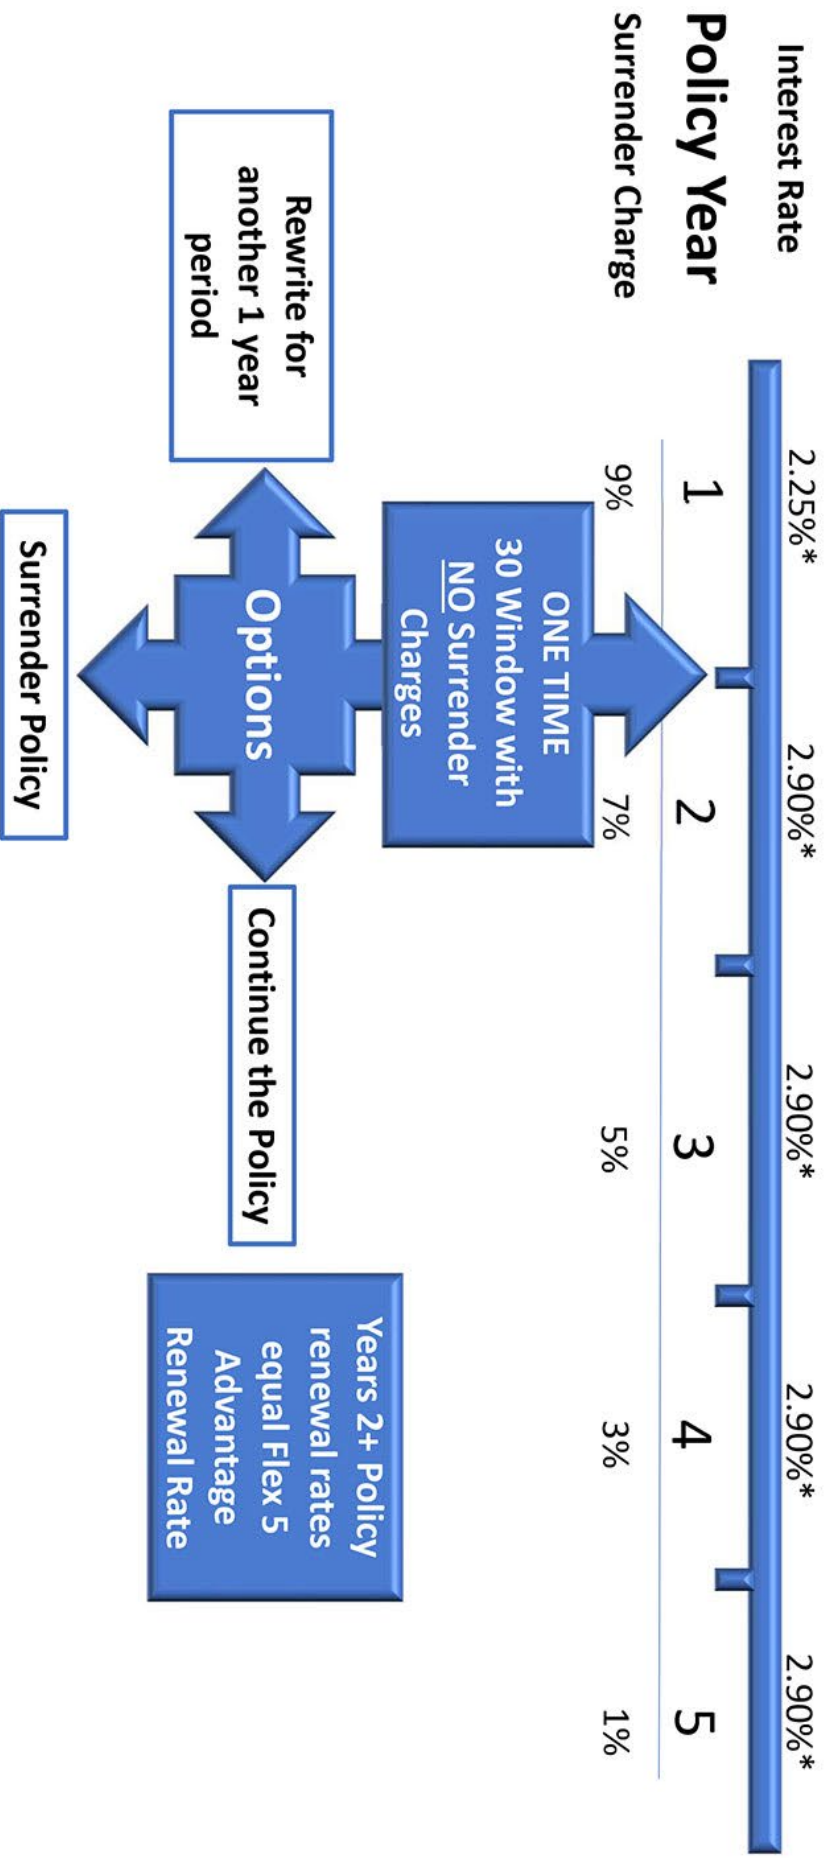 Interest Rate 2.25%* 2.90%* 2.90%* 2.90%* 2.90%*
Policy Year 1 2 3 4 5
Surrender Charge 9% 7% 5% 3% 1%
ONE TIME
30 Window with
NO Surrender
Charges
Rewrite for
another 1 year
period
Options
Continue the Policy
Surrender Policy
Years 2+ Policy
renewal rates
equal Flex 5
Advantage
Renewal Rate